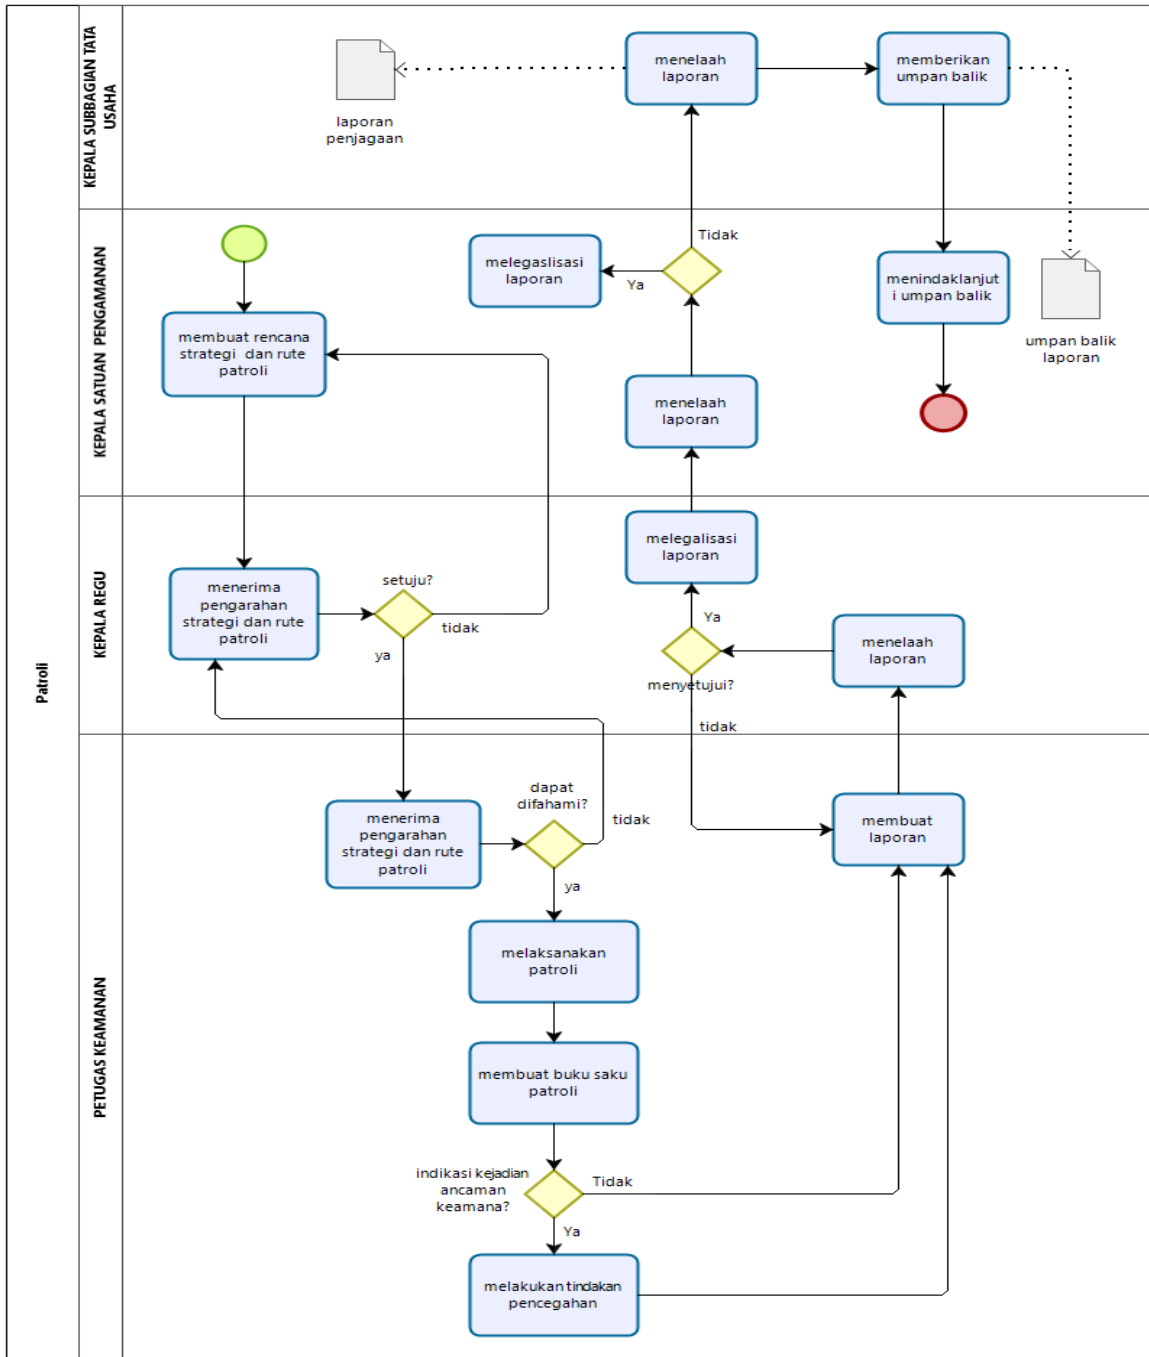 Patroli
KEPALA SUBBAGIAN TATA
USAHA
laporan
penjagaan
menelaah
laporan
memberikan
umpan balik
KEPALA SATUAN PENGAMANAN
membuat rencana
strategi dan rute
patroli
melegaslisasi
laporan
Ya
Tidak
menelaah
laporan
menindaklanjut
i umpan balik
umpan balik
laporan
KEPALA REGU
menerima
pengarahan
strategi dan rute
patroli
setuju?
tidak
ya
melegalisasi
laporan
Ya
menyetujui?
tidak
menelaah
laporan
PETUGAS KEAMANAN
menerima
pengarahan
strategi dan rute
patroli
dapat
difahami?
tidak
ya
membuat
laporan
melaksanakan
patroli
membuat buku saku
patroli
indikasi kejadian
ancaman
keamana?
Tidak
Ya
melakukan tindakan
pencegahan